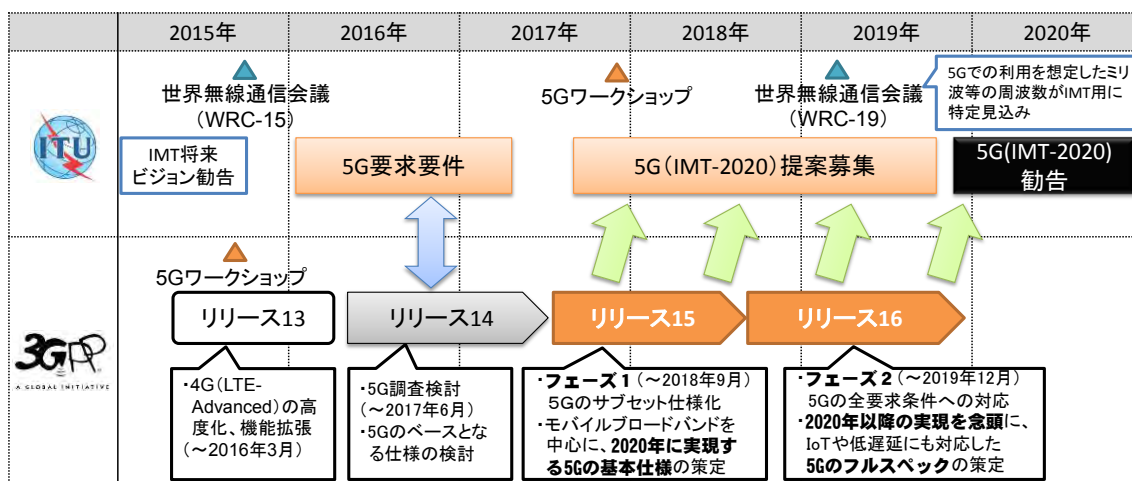 2015年
2016年
2017年
2018年
2019年
2020年
世界無線通信会議
(WRC-15)
5Gワークショップ
世界無線通信会議
(WRC-19)
5Gでの利用を想定したミリ
波等の周波数がIMT用に
特定見込み
ITU
IMT将来
ビジョン勧告
5G要求要件
5G(IMT-2020)提案募集
5G(IMT-2020)
勧告
5Gワークショップ
3GPP
A GLOBAL INITIATIVE
リリース13
リリース14
リリース15
リリース16
・4G(LTE-
Advanced)の高
度化、機能拡張
(~2016年3月)
・5G調査検討
(~2017年6月)
・5Gのベースとな
る仕様の検討
・フェーズ1(~2018年9月)
5Gのサブセット仕様化
・モバイルブロードバンドを
中心に、2020年に実現す
る5Gの基本仕様の策定
・フェーズ2(~2019年12月)
5Gの全要求条件への対応
・2020年以降の実現を念頭に、
IoTや低遅延にも対応した
5Gのフルスペックの策定